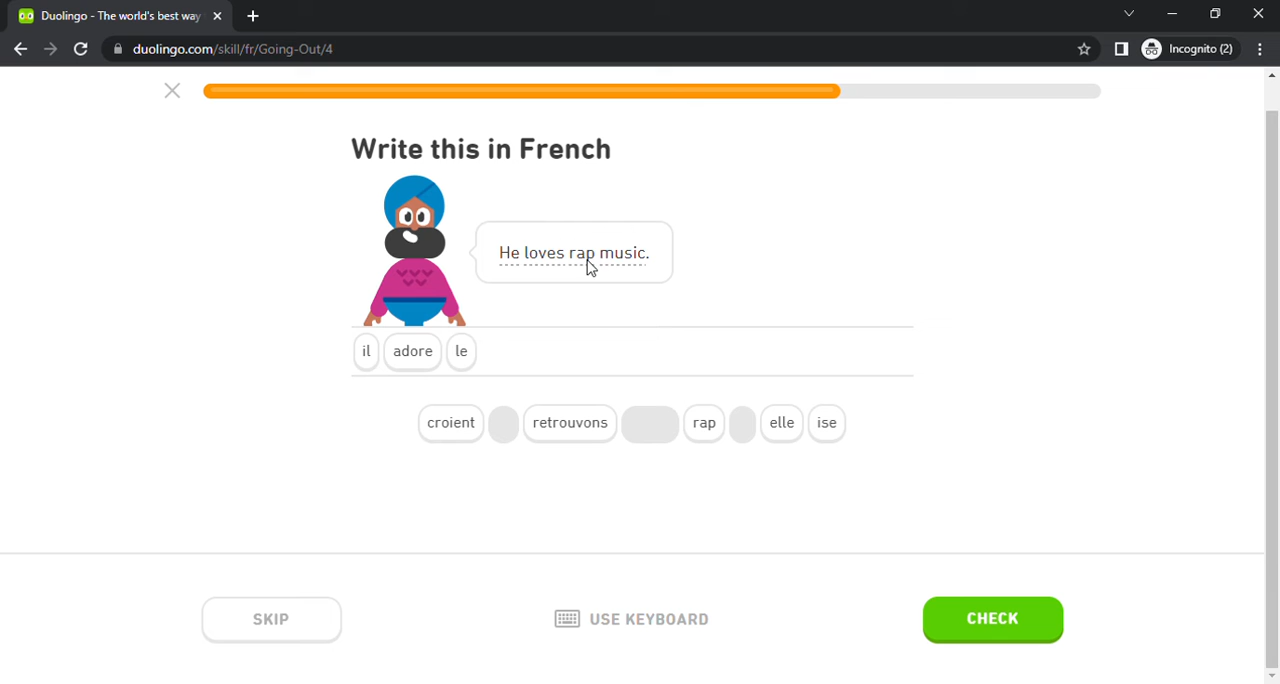 Duolingo - The world's best way
duolingo.com/skill/fr/Going-Out/4
Incognito (2)
Write this in French
He loves rap music.
il adore le
croient retrouvons rap elle ise
SKIP USE KEYBOARD CHECK